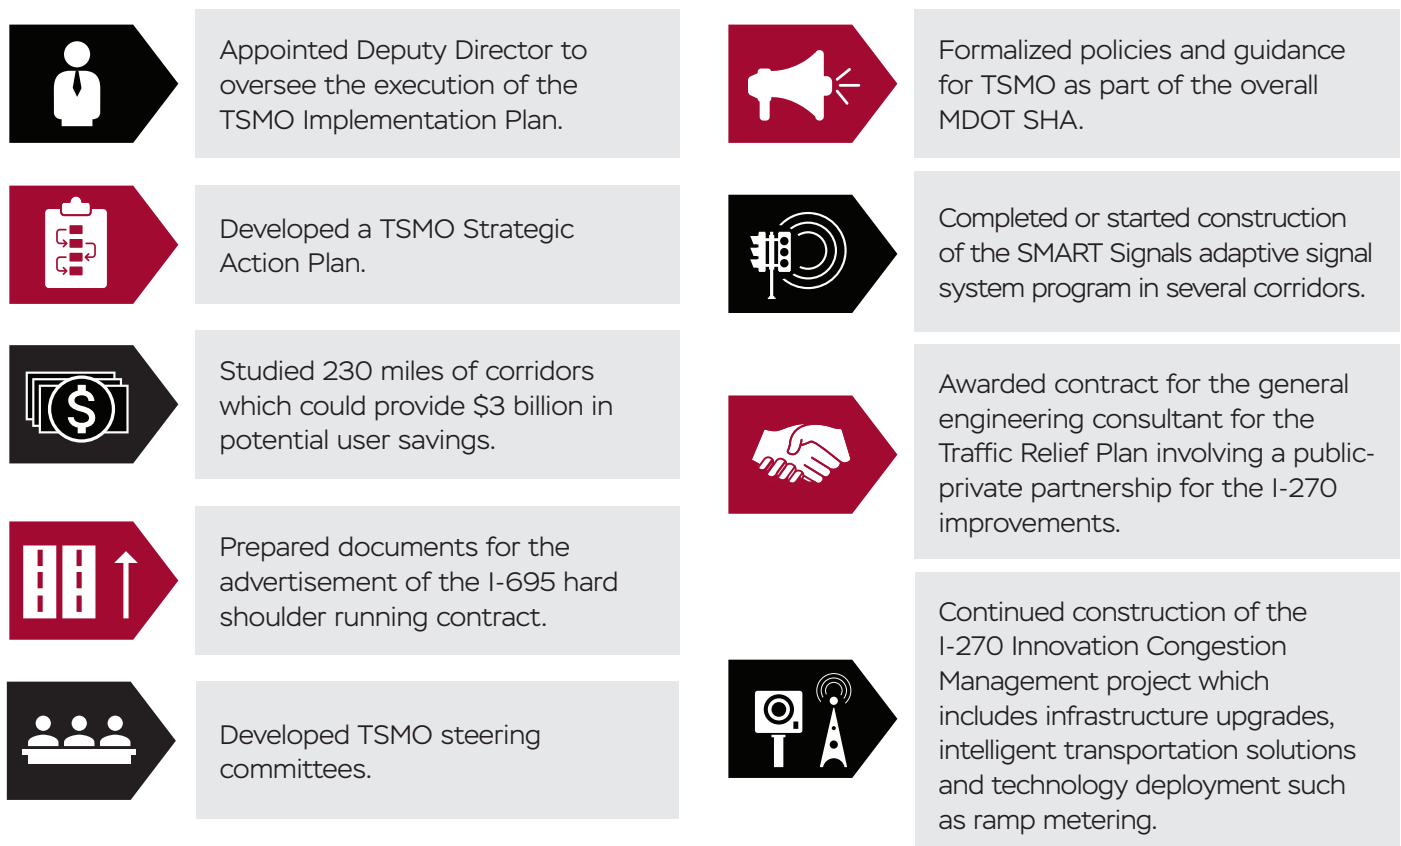 Appointed Deputy Director to
oversee the execution of the
TSMO Implementation Plan.
Developed a TSMO Strategic
Action Plan.
Studied 230 miles of corridors
which could provide $3 billion in
potential user savings.
Prepared documents for the
advertisement of the I-695 hard
shoulder running contract.
Developed TSMO steering
committees.
Formalized policies and guidance
for TSMO as part of the overall
MDOT SHA.
Completed or started construction
of the SMART Signals adaptive signal
system program in several corridors.
Awarded contract for the general
engineering consultant for the
Traffic Relief Plan involving a public-
private partnership for the I-270
improvements.
Continued construction of the
I-270 Innovation Congestion
Management project which
includes infrastructure upgrades,
intelligent transportation solutions
and technology deployment such
as ramp metering.